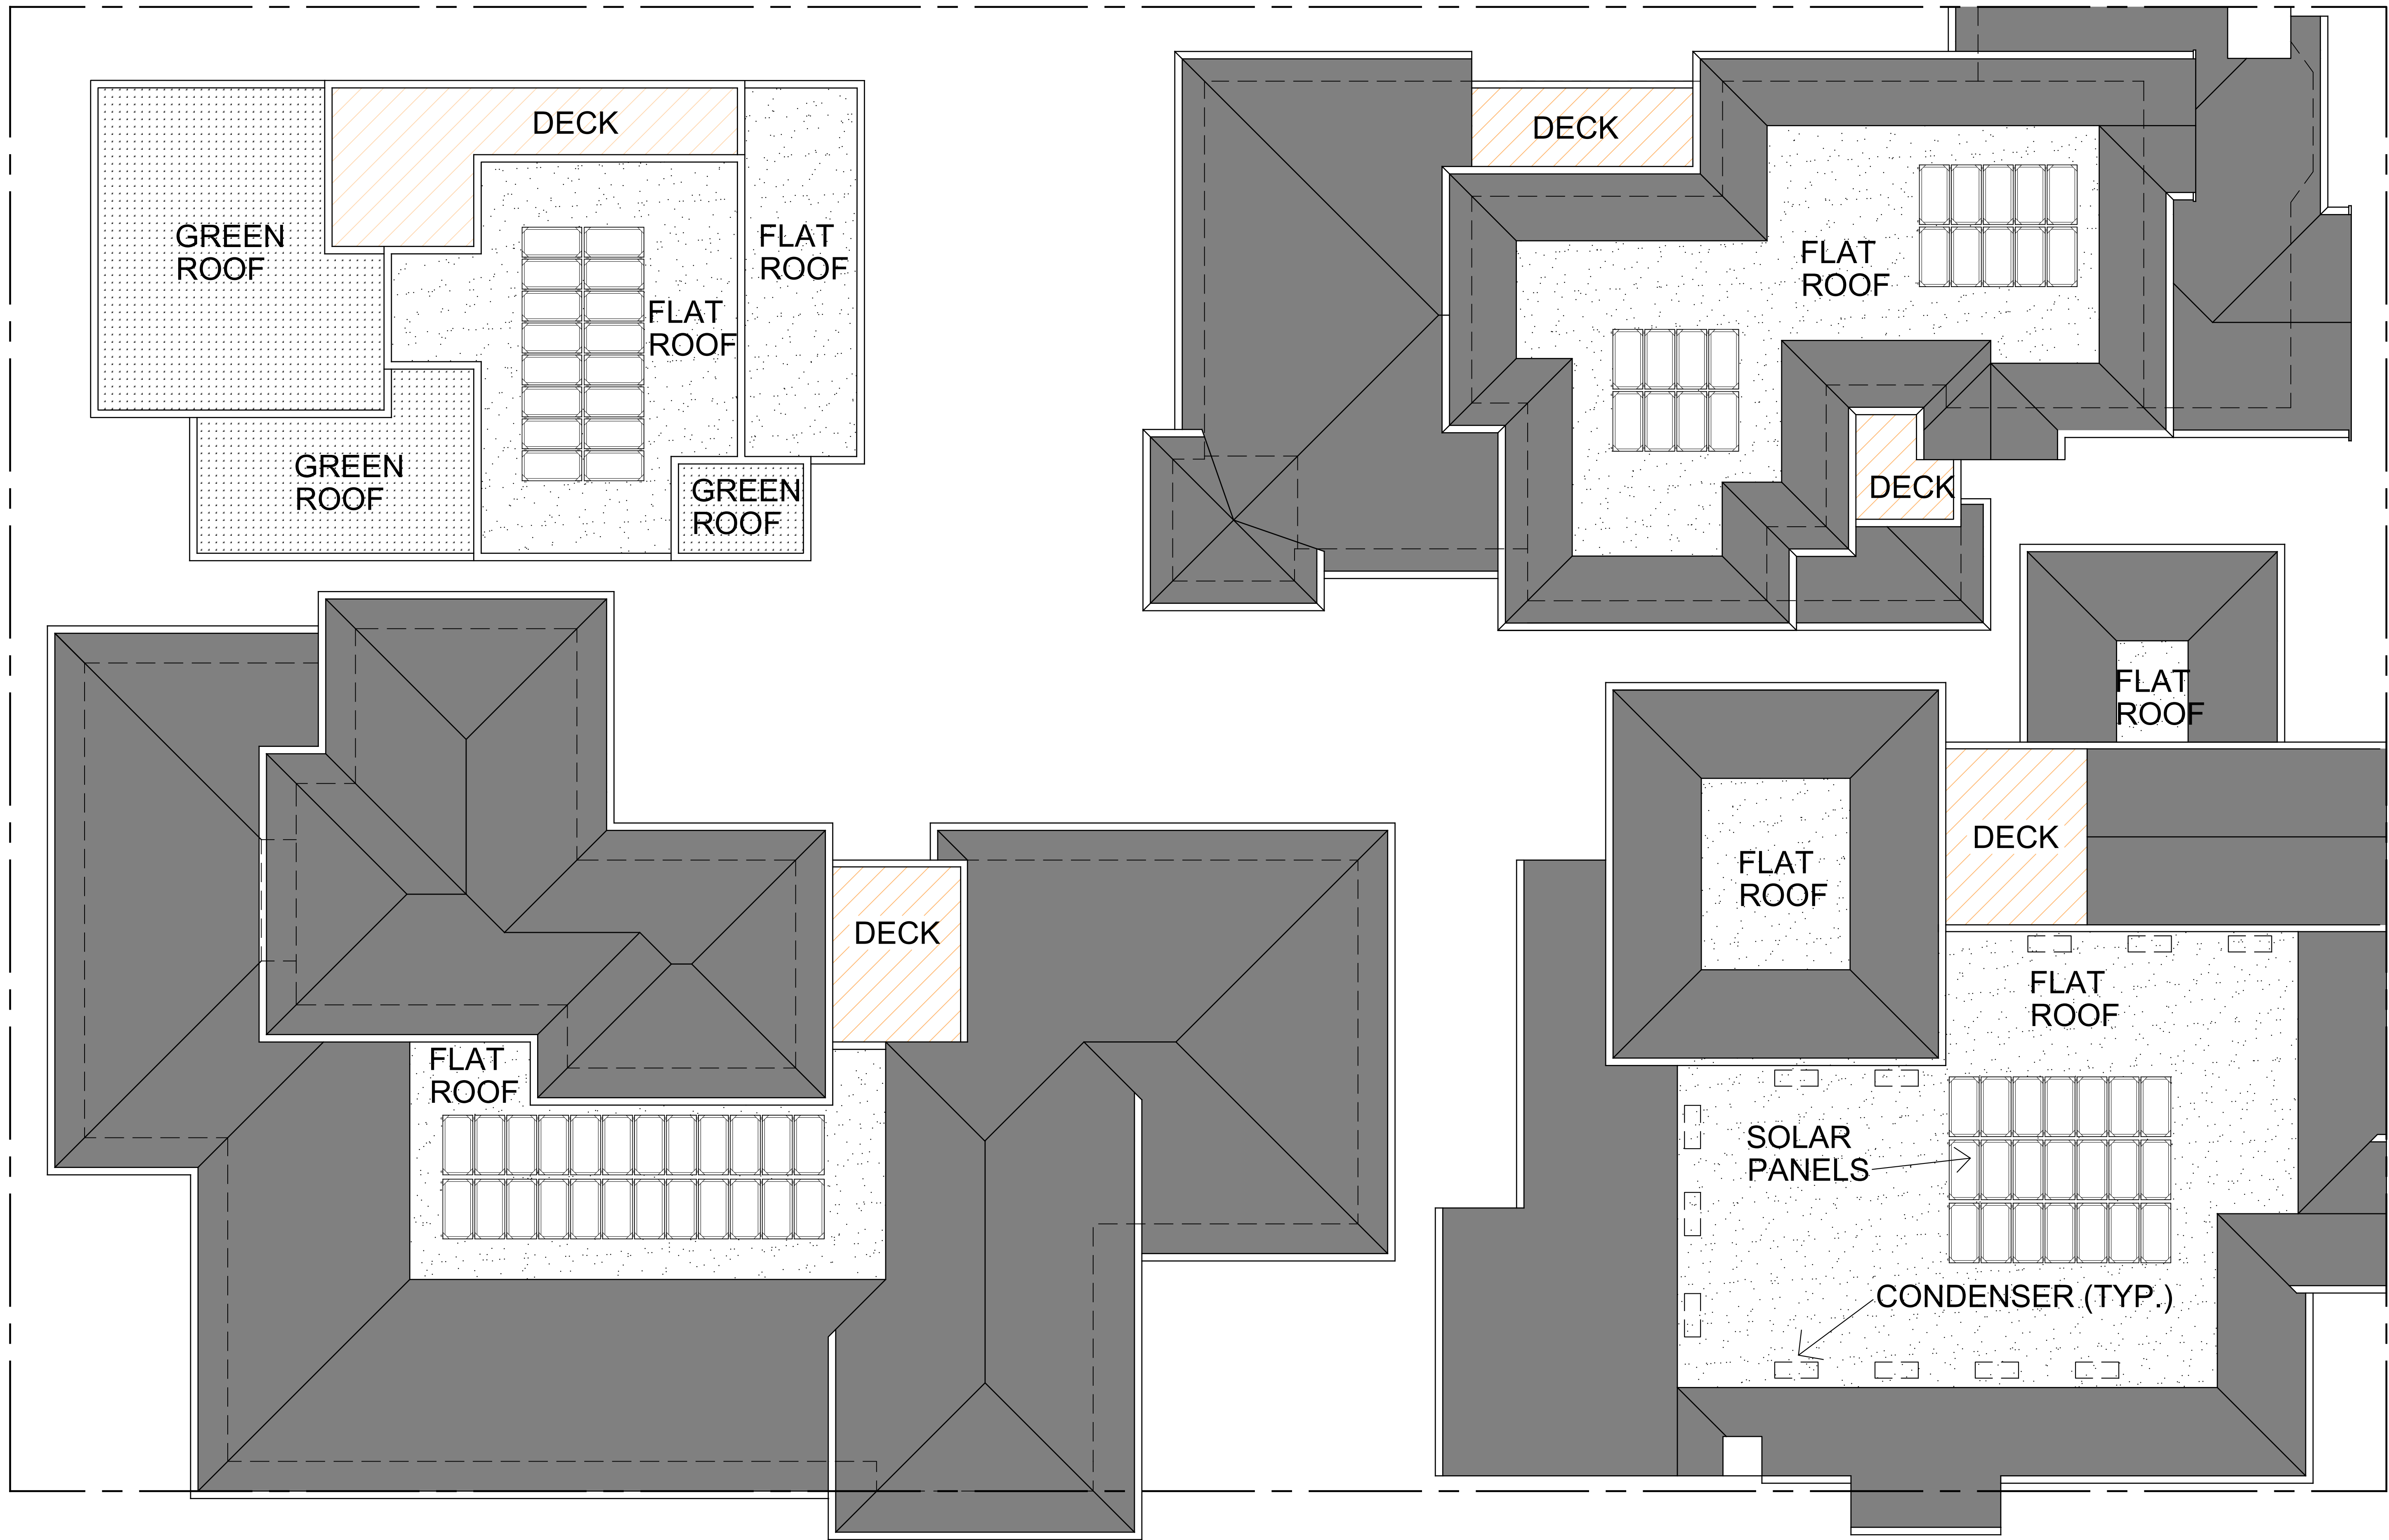 DECK
GREEN
ROOF
FLAT
ROOF
FLAT
ROOF
GREEN
ROOF
GREEN
ROOF
DECK
FLAT
ROOF
DECK
FLAT
ROOF
DECK
FLAT
ROOF
FLAT
ROOF
DECK
FLAT
ROOF
SOLAR
PANELS
CONDENSER (TYP.)